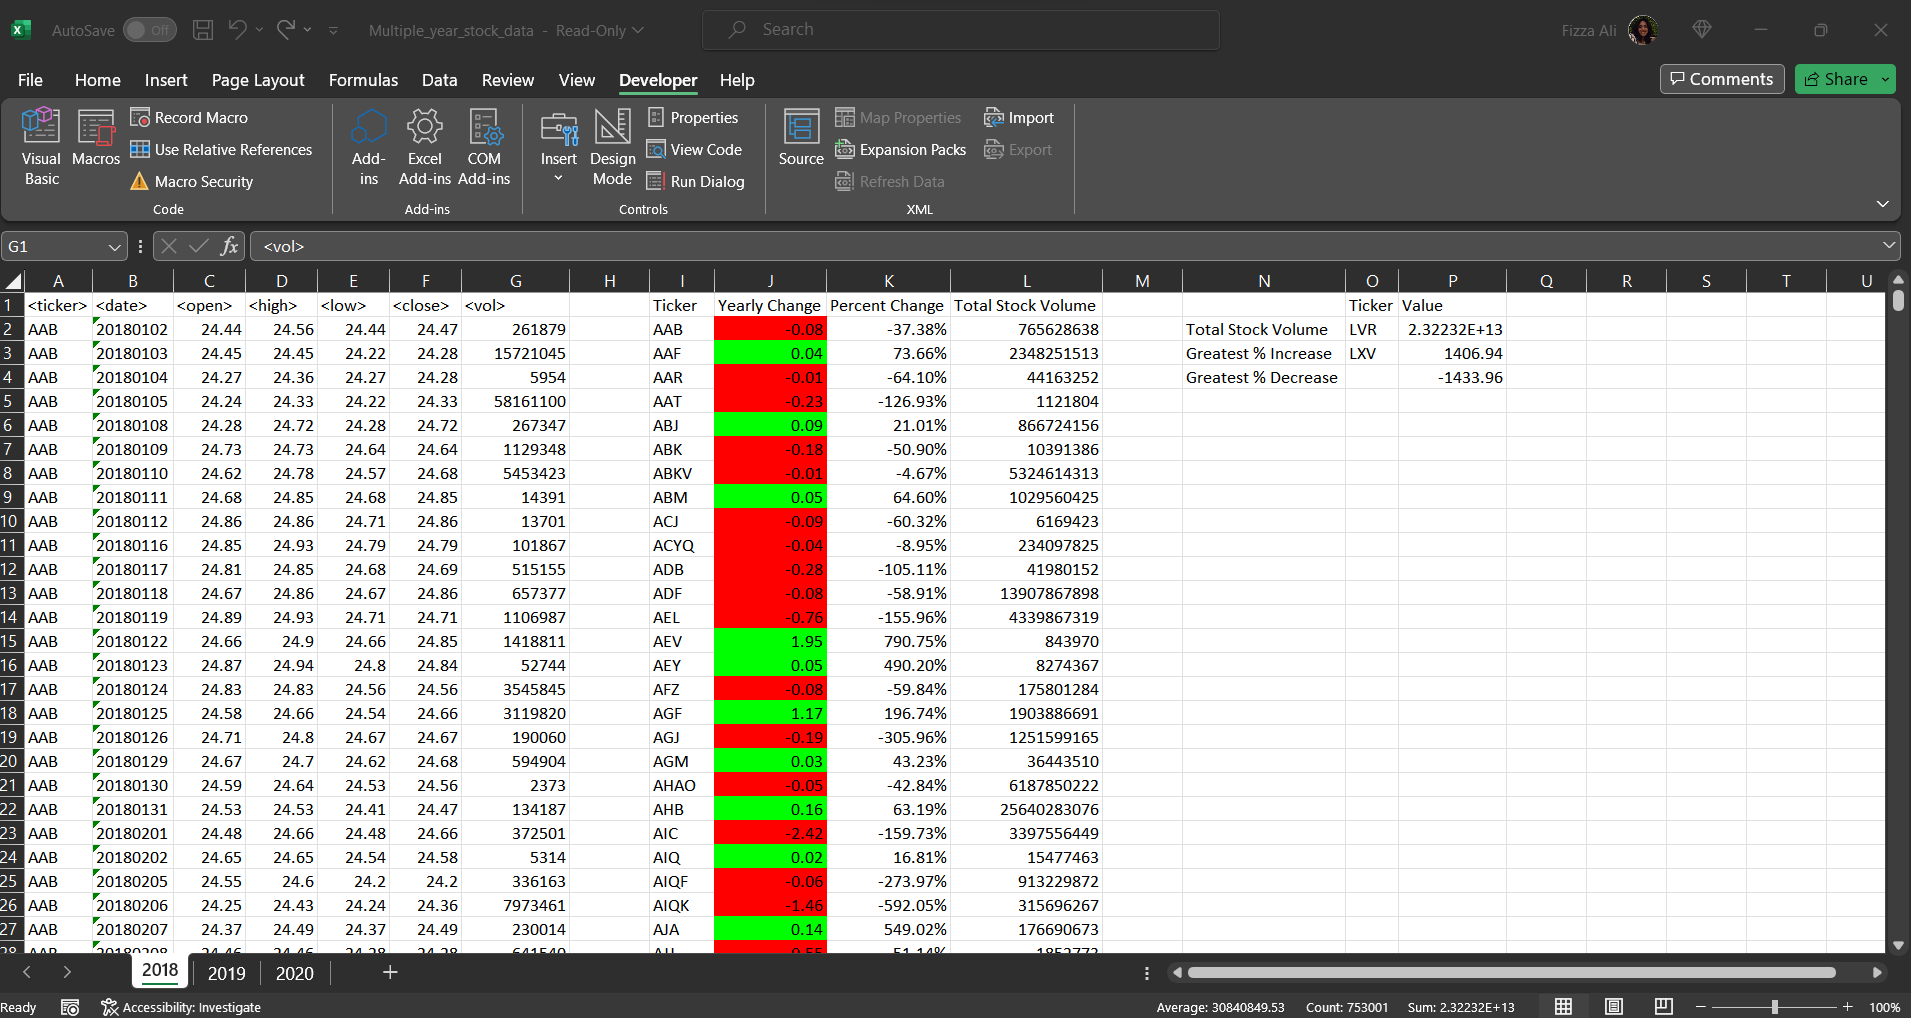 AutoSave Off Multiple_year_stock_data - Read-Only Search Fizza Ali
File Home Insert Page Layout Formulas Data Review View Developer Help Comments Share
Visual Basic
Macros
Record Macro
Use Relative References
Macro Security
Code
Add-ins
Excel Add-ins
COM Add-ins
Add-ins
Insert
Design Mode
Properties
View Code
Run Dialog
Controls
Source
Map Properties
Expansion Packs
Refresh Data
Import
Export
XML
G1 fx <vol>
A B C D E F G H I J K L M N O P Q R S T U
1 <ticker> <date> <open> <high> <low> <close> <vol> Ticker Yearly Change Percent Change Total Stock Volume Ticker Value
2 AAB 20180102 24.44 24.56 24.44 24.47 261879 AAB -0.08 -37.38% 765628638 Total Stock Volume LVR 2.32232E+13
3 AAB 20180103 24.45 24.45 24.22 24.28 15721045 AAF 0.04 73.66% 2348251513 Greatest % Increase LXV 1406.94
4 AAB 20180104 24.27 24.36 24.27 24.28 5954 AAR -0.01 -64.10% 44163252 Greatest % Decrease -1433.96
5 AAB 20180105 24.24 24.33 24.22 24.33 58161100 AAT -0.23 -126.93% 1121804
6 AAB 20180108 24.28 24.72 24.28 24.72 267347 ABJ 0.09 21.01% 866724156
7 AAB 20180109 24.73 24.73 24.64 24.64 1129348 ABK -0.18 -50.90% 10391386
8 AAB 20180110 24.62 24.78 24.57 24.68 5453423 ABKV -0.01 -4.67% 5324614313
9 AAB 20180111 24.68 24.85 24.68 24.85 14391 ABM 0.05 64.60% 1029560425
10 AAB 20180112 24.86 24.86 24.71 24.86 13701 ACJ -0.09 -60.32% 6169423
11 AAB 20180116 24.85 24.93 24.79 24.79 101867 ACYQ -0.04 -8.95% 234097825
12 AAB 20180117 24.81 24.85 24.68 24.69 515155 ADB -0.28 -105.11% 41980152
13 AAB 20180118 24.67 24.86 24.67 24.86 657377 ADF -0.08 -58.91% 13907867898
14 AAB 20180119 24.89 24.93 24.71 24.71 1106987 AEL -0.76 -155.96% 4339867319
15 AAB 20180122 24.66 24.9 24.66 24.85 1418811 AEV 1.95 790.75% 843970
16 AAB 20180123 24.87 24.94 24.8 24.84 52744 AEY 0.05 490.20% 8274367
17 AAB 20180124 24.83 24.83 24.56 24.56 3545845 AFZ -0.08 -59.84% 175801284
18 AAB 20180125 24.58 24.66 24.54 24.66 3119820 AGF 1.17 196.74% 1903886691
19 AAB 20180126 24.71 24.8 24.67 24.67 190060 AGJ -0.19 -305.96% 1251599165
20 AAB 20180129 24.67 24.7 24.62 24.68 594904 AGM 0.03 43.23% 36443510
21 AAB 20180130 24.59 24.64 24.53 24.56 2373 AHAO -0.05 -42.84% 6187850222
22 AAB 20180131 24.53 24.53 24.41 24.47 134187 AHB 0.16 63.19% 25640283076
23 AAB 20180201 24.48 24.66 24.48 24.66 372501 AIC -2.42 -159.73% 3397556449
24 AAB 20180202 24.65 24.65 24.54 24.58 5314 AIQ 0.02 16.81% 15477463
25 AAB 20180205 24.55 24.6 24.2 24.2 336163 AIQF -0.06 -273.97% 913229872
26 AAB 20180206 24.25 24.43 24.24 24.36 7973461 AIQK -1.46 -592.05% 315696267
27 AAB 20180207 24.37 24.49 24.37 24.49 230014 AJA 0.14 549.02% 176690673
28 AAB 20180208
2018 2019 2020
Ready Accessibility: Investigate Average: 30840849.53 Count: 753001 Sum: 2.32232E+13 100%